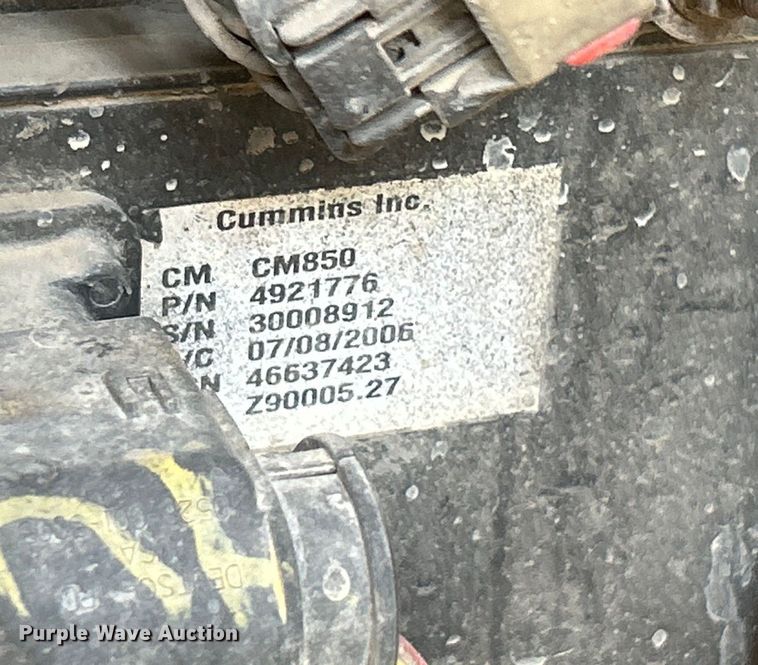 Cummins Inc.
CM CM850
P/N 4921776
S/N 30008912
/C 07/08/2006
N 46637423
Z90005.27
Purple Wave Auction